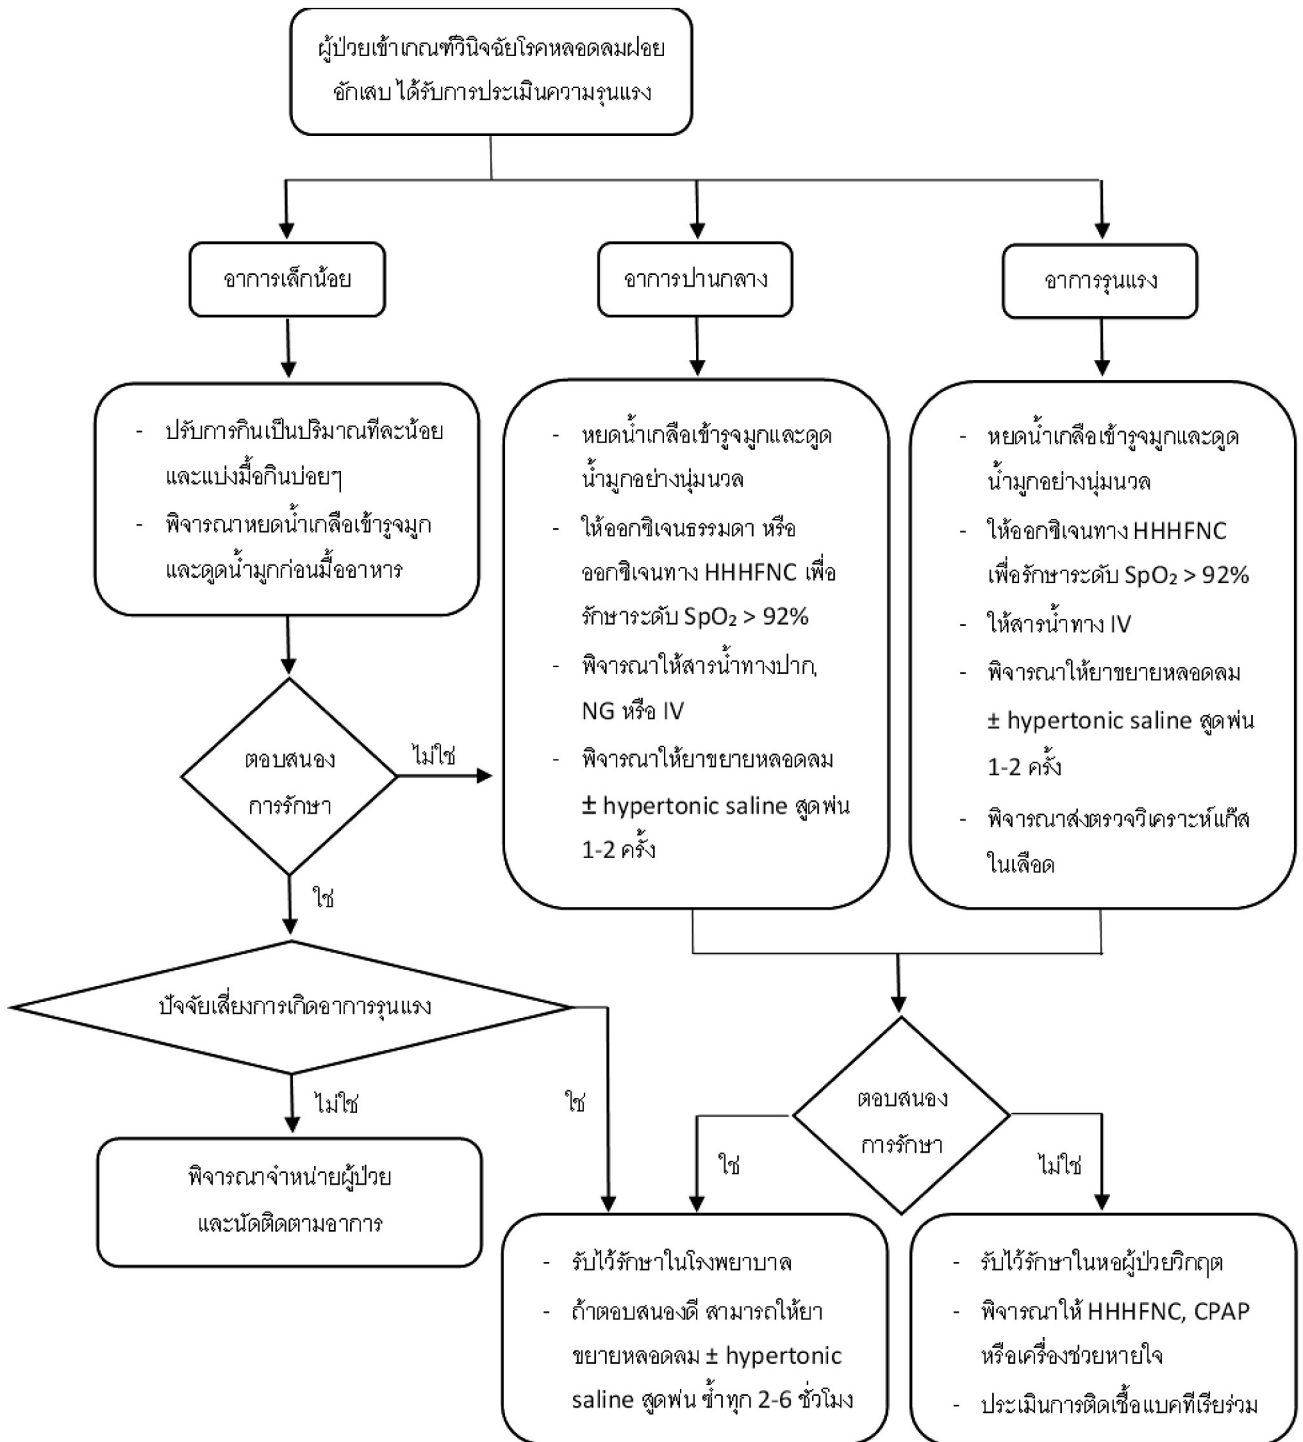 ผู้ป่วยเข้าเกณฑ์วินิจฉัยโรคหลอดลมฝอย
อักเสบ ได้รับการประเมินความรุนแรง
อาการเล็กน้อย
อาการปานกลาง
อาการรุนแรง
- ปรับการกินเป็นปริมาณทีละน้อย
และแบ่งมื้อกินบ่อยๆ
- พิจารณาหยดน้ำเกลือเข้ารูจมูก
และดูดน้ำมูกก่อนมื้ออาหาร
- หยดน้ำเกลือเข้ารูจมูกและดูด
น้ำมูกอย่างนุ่มนวล
- ให้ออกซิเจนธรรมดา หรือ
ออกซิเจนทาง HHHFNC เพื่อ
รักษาระดับ SpO₂ > 92%
- พิจารณาให้สารน้ำทางปาก,
NG หรือ IV
- พิจารณาให้ยาขยายหลอดลม
± hypertonic saline สูดพ่น
1-2 ครั้ง
- หยดน้ำเกลือเข้ารูจมูกและดูด
น้ำมูกอย่างนุ่มนวล
- ให้ออกซิเจนทาง HHHFNC
เพื่อรักษาระดับ SpO₂ > 92%
- ให้สารน้ำทาง IV
- พิจารณาให้ยาขยายหลอดลม
± hypertonic saline สูดพ่น
1-2 ครั้ง
- พิจารณาส่งตรวจวิเคราะห์แก๊ส
ในเลือด
ตอบสนอง
การรักษา
ไม่ใช่
ใช่
ปัจจัยเสี่ยงการเกิดอาการรุนแรง
ไม่ใช่
ใช่
พิจารณาจำหน่ายผู้ป่วย
และนัดติดตามอาการ
ตอบสนอง
การรักษา
ใช่
ไม่ใช่
- รับไว้รักษาในโรงพยาบาล
- ถ้าตอบสนองดี สามารถให้ยา
ขยายหลอดลม ± hypertonic
saline สูดพ่น ซ้ำทุก 2-6 ชั่วโมง
- รับไว้รักษาในหอผู้ป่วยวิกฤต
- พิจารณาให้ HHHFNC, CPAP
หรือเครื่องช่วยหายใจ
- ประเมินการติดเชื้อแบคทีเรียร่วม